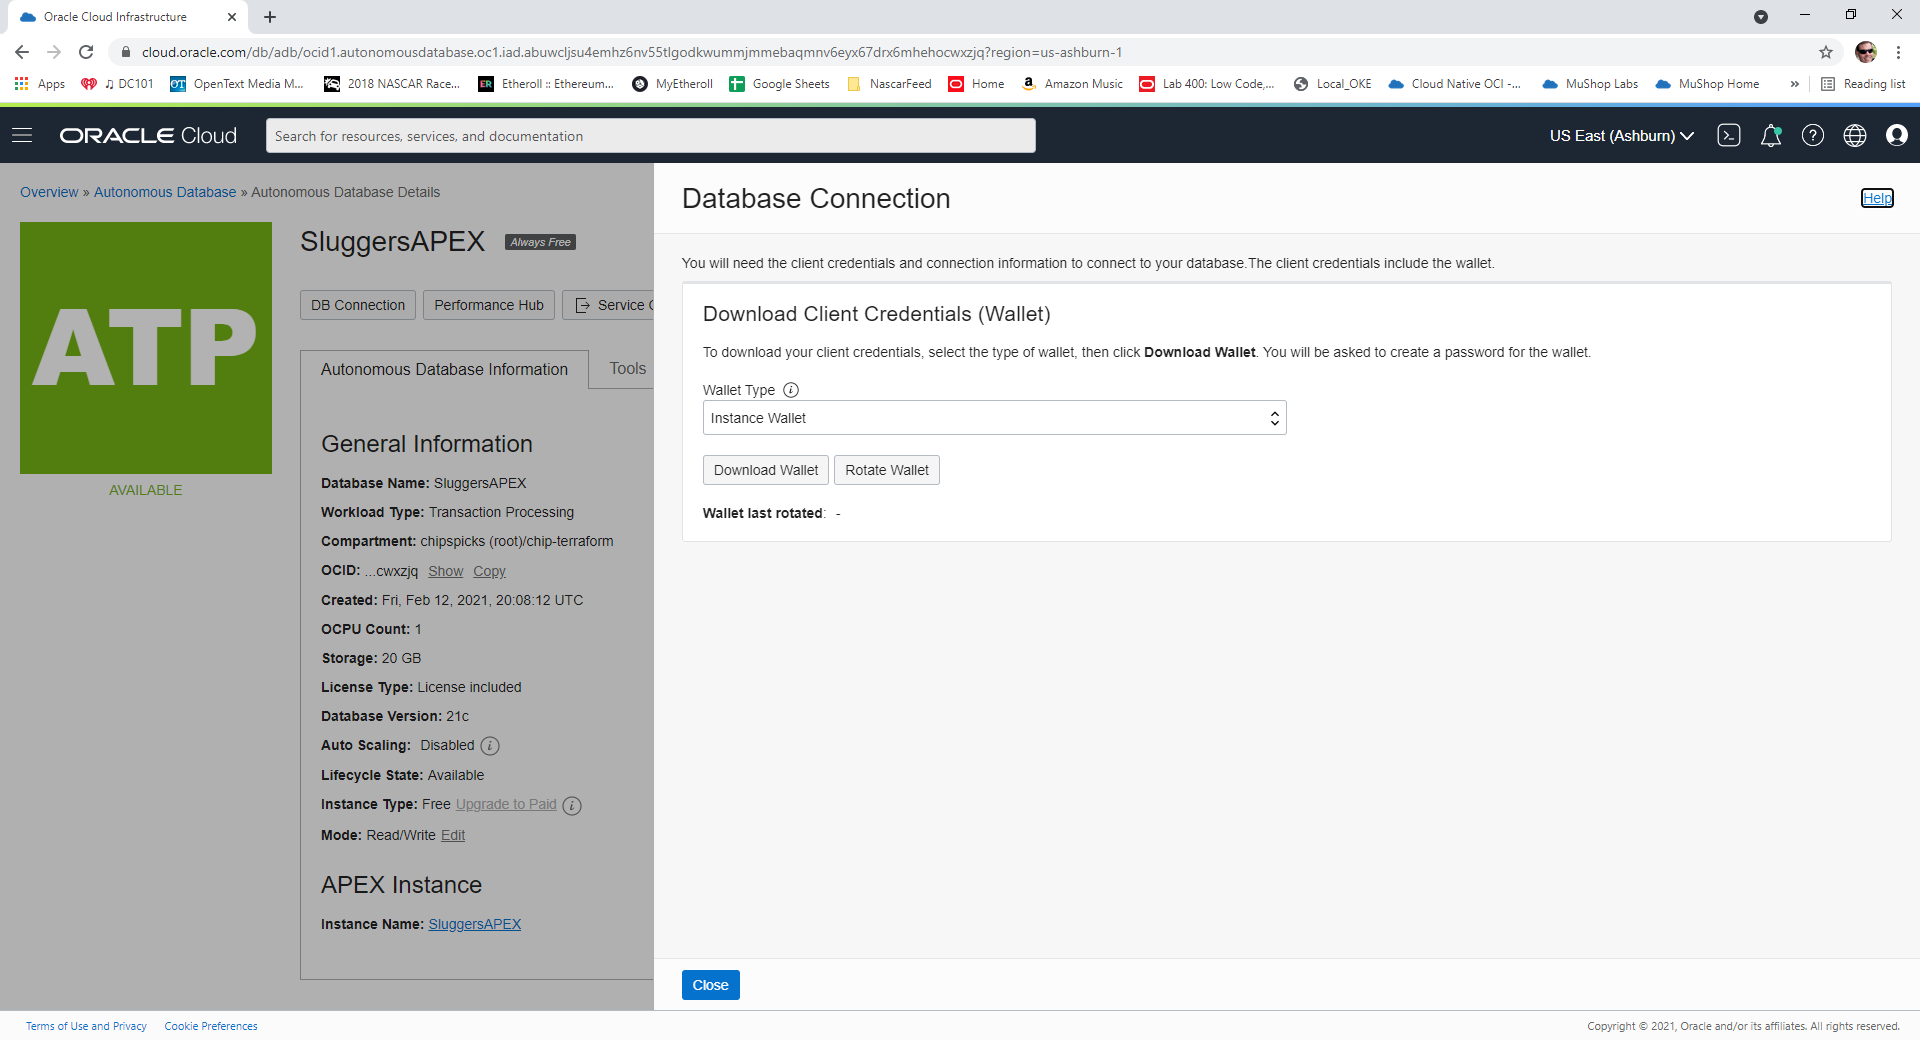 Oracle Cloud Infrastructure
cloud.oracle.com/db/adb/ocid1.autonomousdatabase.oc1.iad.abuwcljsu4emhz6nv55tlgodkwummjmmebaqmnv6eyx67drx6mhehocwxzjq?region=us-ashburn-1
Apps ♫ DC101 OT OpenText Media M... 2018 NASCAR Race... ER Etheroll :: Ethereum... MyEtheroll Google Sheets NascarFeed Home Amazon Music Lab 400: Low Code,... Local_OKE Cloud Native OCI -... MuShop Labs MuShop Home » Reading list
ORACLE Cloud
Search for resources, services, and documentation
US East (Ashburn)
Overview » Autonomous Database » Autonomous Database Details
ATP
AVAILABLE
SluggersAPEX Always Free
DB Connection Performance Hub Service C
Autonomous Database Information Tools
General Information
Database Name: SluggersAPEX
Workload Type: Transaction Processing
Compartment: chipspicks (root)/chip-terraform
OCID: ...cwxzjq Show Copy
Created: Fri, Feb 12, 2021, 20:08:12 UTC
OCPU Count: 1
Storage: 20 GB
License Type: License included
Database Version: 21c
Auto Scaling: Disabled
Lifecycle State: Available
Instance Type: Free Upgrade to Paid
Mode: Read/Write Edit
APEX Instance
Instance Name: SluggersAPEX
Database Connection
Help
You will need the client credentials and connection information to connect to your database.The client credentials include the wallet.
Download Client Credentials (Wallet)
To download your client credentials, select the type of wallet, then click Download Wallet. You will be asked to create a password for the wallet.
Wallet Type
Instance Wallet
Download Wallet Rotate Wallet
Wallet last rotated: -
Close
Terms of Use and Privacy Cookie Preferences
Copyright © 2021, Oracle and/or its affiliates. All rights reserved.